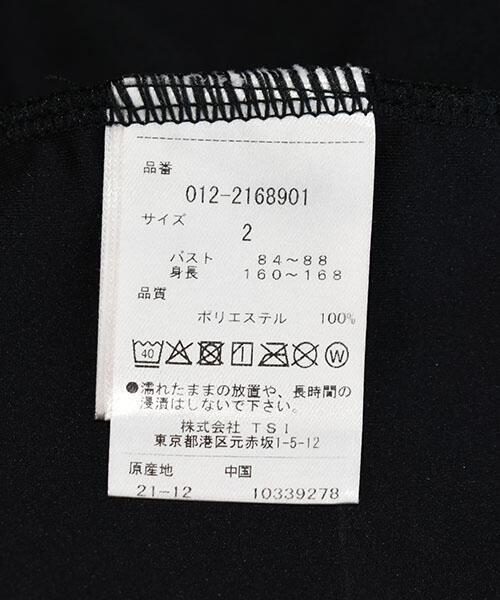 品番
012-2168901
サイズ
2
バスト 84～88
身長 160～168
品質
ポリエステル 100%
40 W
●濡れたままの放置や、長時間の
浸漬はしないで下さい。
株式会社 TSI
東京都港区元赤坂1-5-12
原産地 中国
21-12 10339278